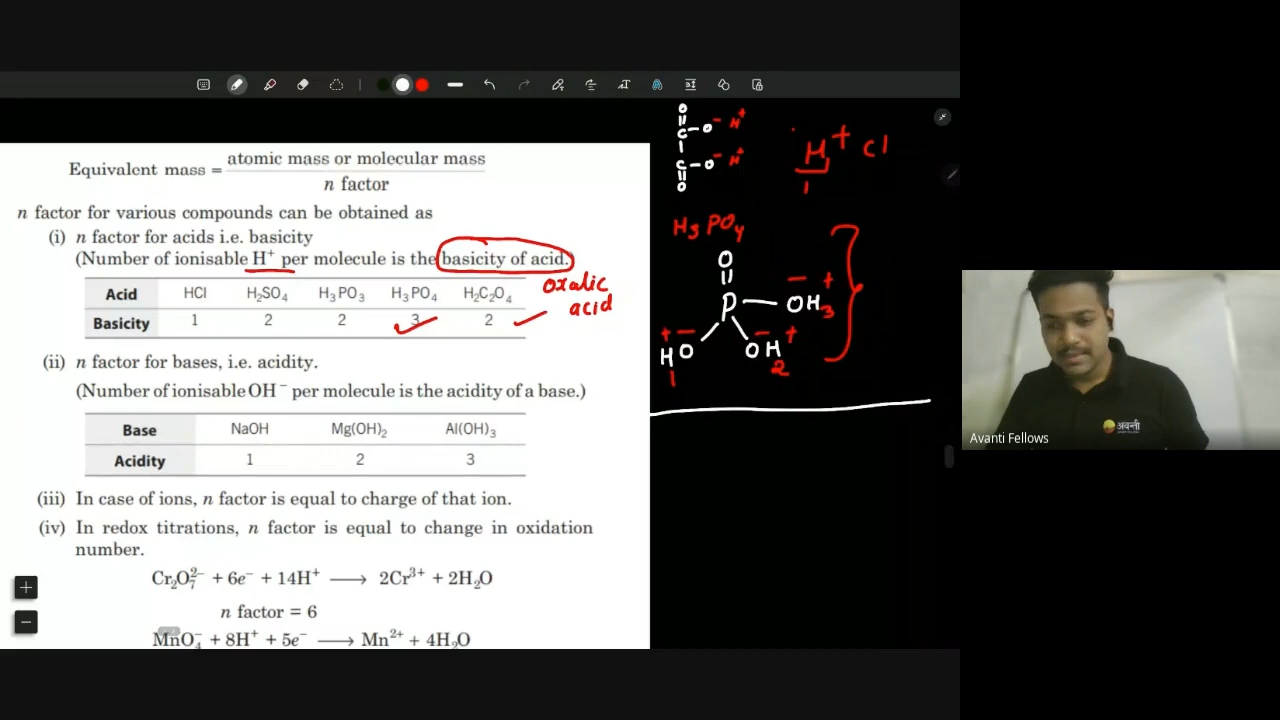 Equivalent mass = atomic mass or molecular mass
n factor
n factor for various compounds can be obtained as
(i) n factor for acids i.e. basicity
(Number of ionisable H⁺ per molecule is the basicity of acid.)
oxalic
acid
Acid HCl H₂SO₄ H₃PO₃ H₃PO₄ H₂C₂O₄
Basicity 1 2 2 3 2
(ii) n factor for bases, i.e. acidity.
(Number of ionisable OH⁻ per molecule is the acidity of a base.)
Base NaOH Mg(OH)₂ Al(OH)₃
Acidity 1 2 3
(iii) In case of ions, n factor is equal to charge of that ion.
(iv) In redox titrations, n factor is equal to change in oxidation
number.
Cr₂O₇²⁻ + 6e⁻ + 14H⁺ ⟶ 2Cr³⁺ + 2H₂O
n factor = 6
MnO₄⁻ + 8H⁺ + 5e⁻ ⟶ Mn²⁺ + 4H₂O
O
C–O⁻ H⁺
C–O⁻ H⁺
O
H⁺ Cl
1
H₃PO₄
O
P
– +
OH
3
+ – – +
HO OH
1 2
अवन्ती
Avanti Fellows